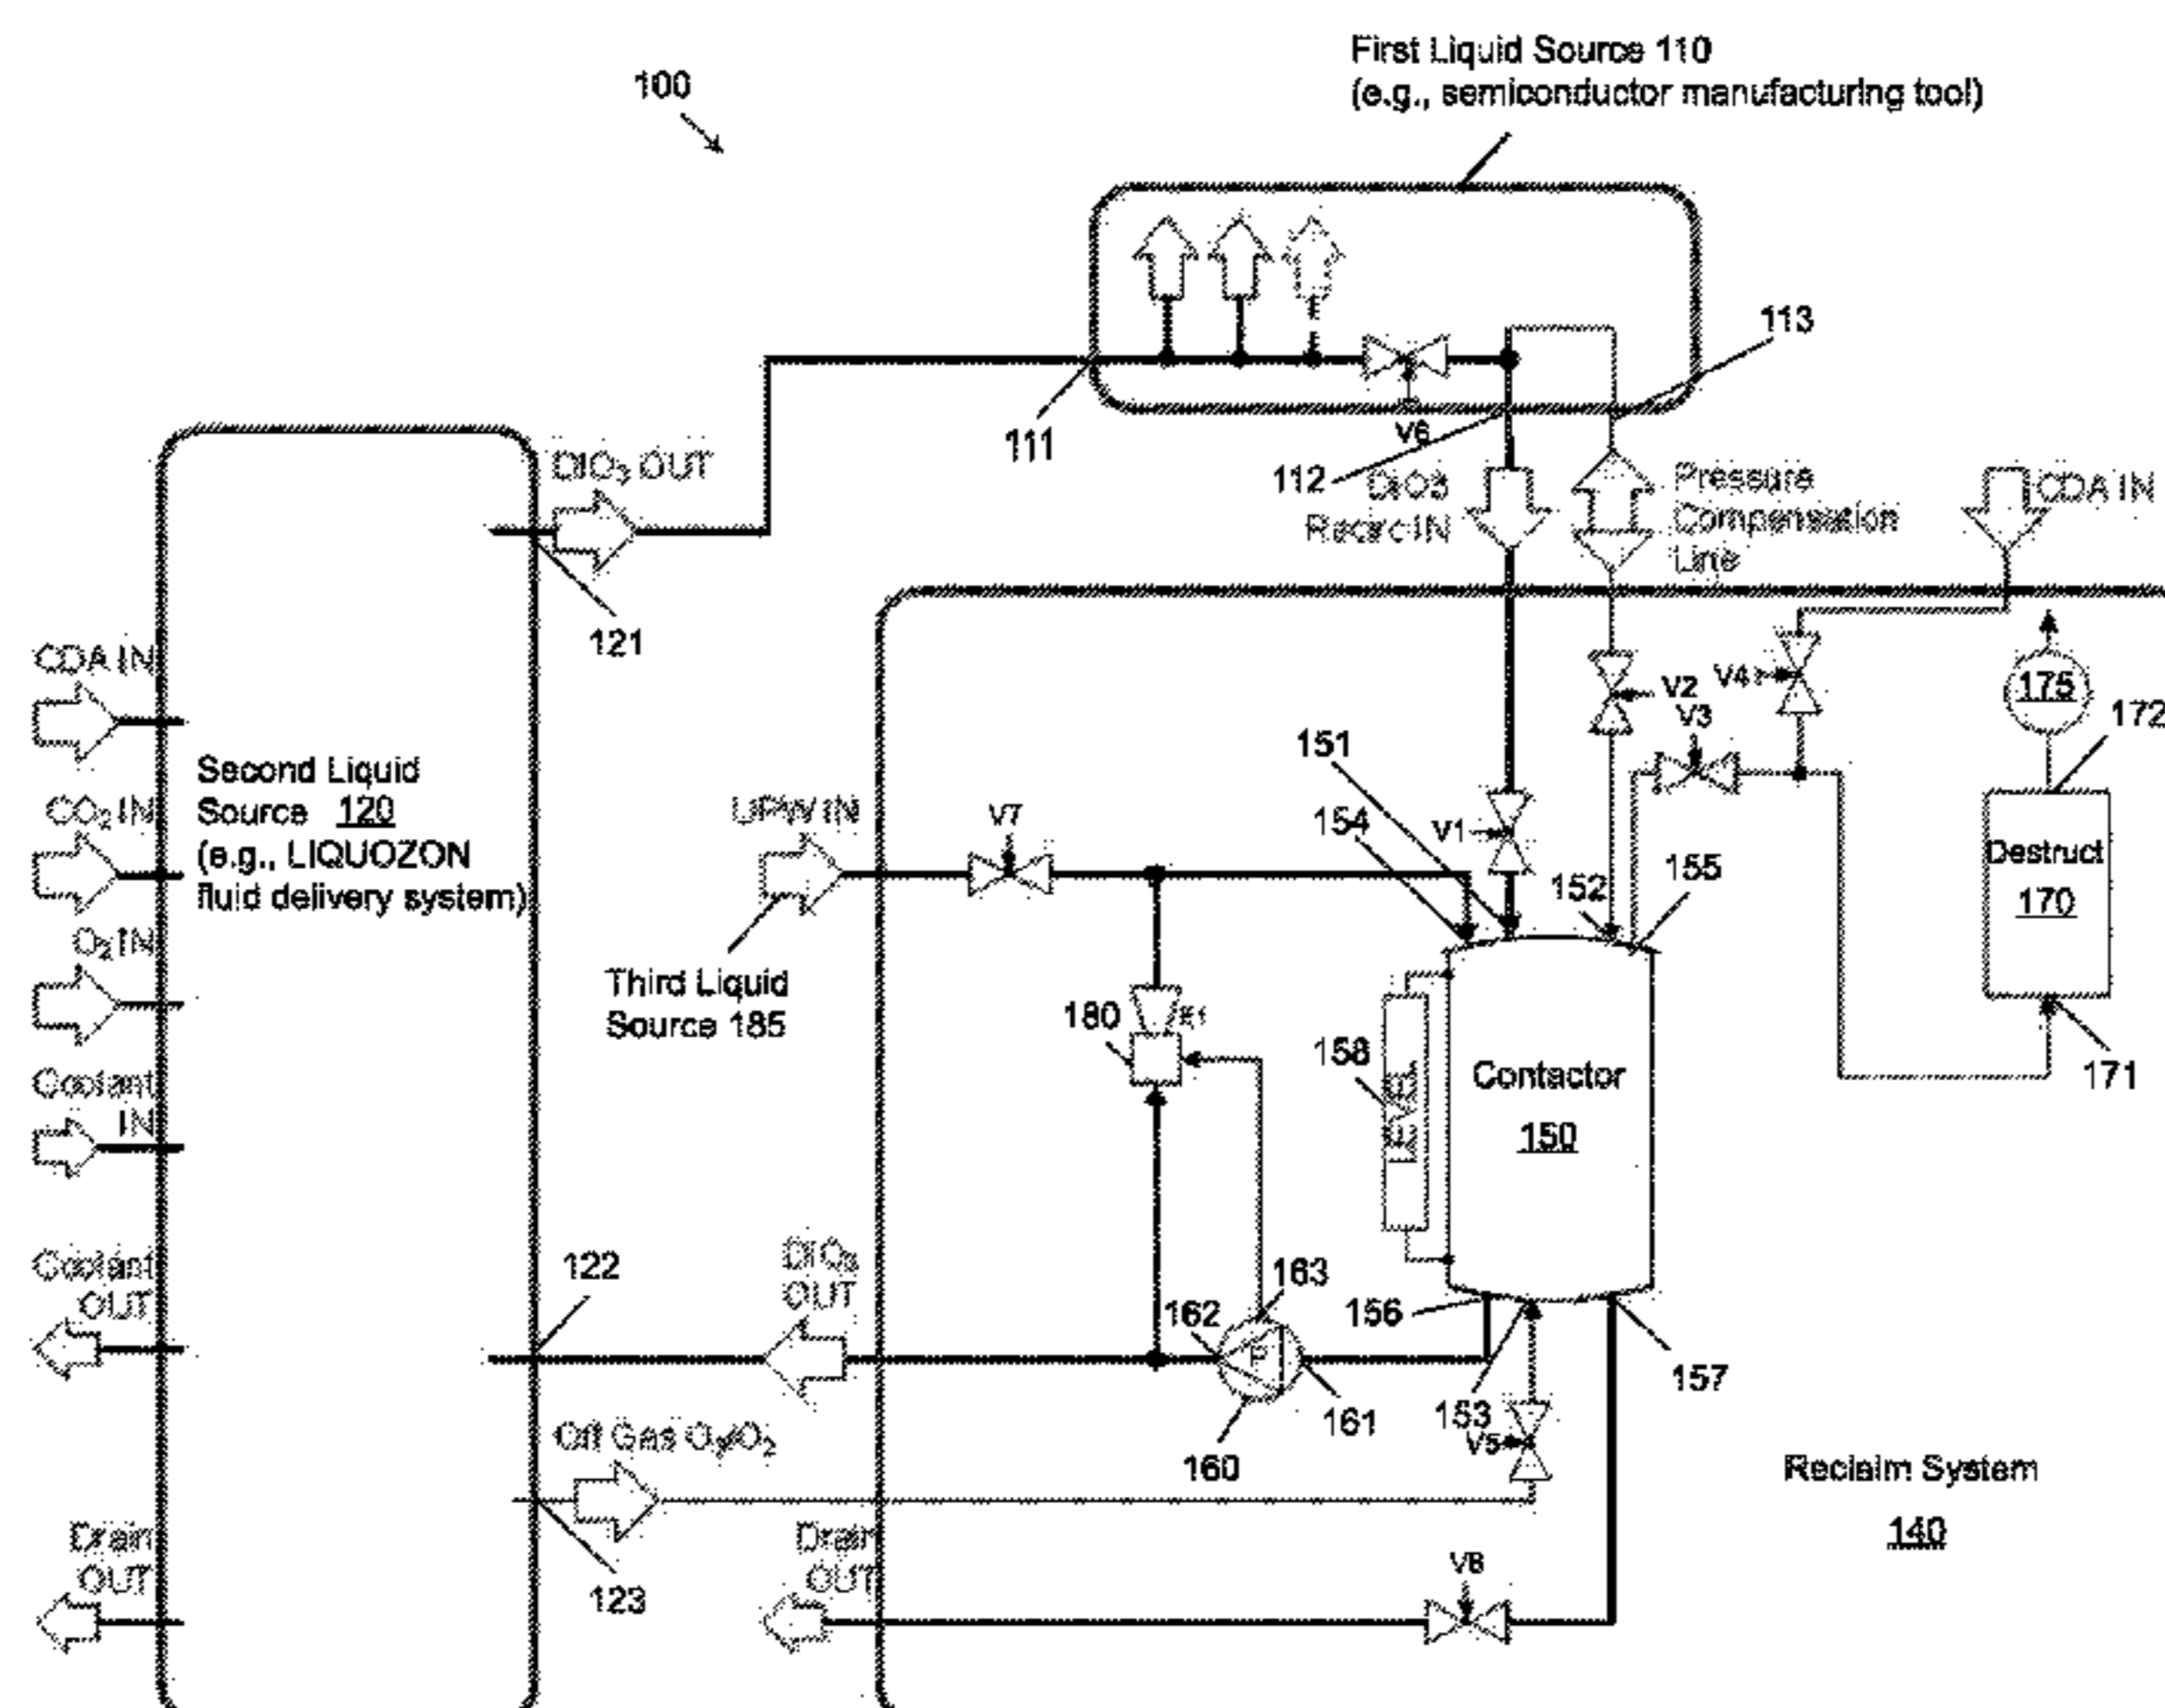 100
First Liquid Source 110
(e.g., semiconductor manufacturing tool)
113
111
V6
112
DIO3
Recirc IN
Pressure
Compensation
Line
CDA IN
DIO₃ OUT
121
CDA IN
CO₂ IN
O₂ IN
Coolant
IN
Coolant
OUT
Drain
OUT
Second Liquid
Source 120
(e.g., LIQUOZON
fluid delivery system)
UPW IN
V7
Third Liquid
Source 185
V2
V3
V4
175
172
151
154
V1
152
155
Destruct
170
171
180
E1
158
LEVEL
Contactor
150
122
DIO₃
OUT
162
163
P
161
160
156
153
157
V5
Off Gas O₃/O₂
123
Drain
OUT
V8
Reclaim System
140